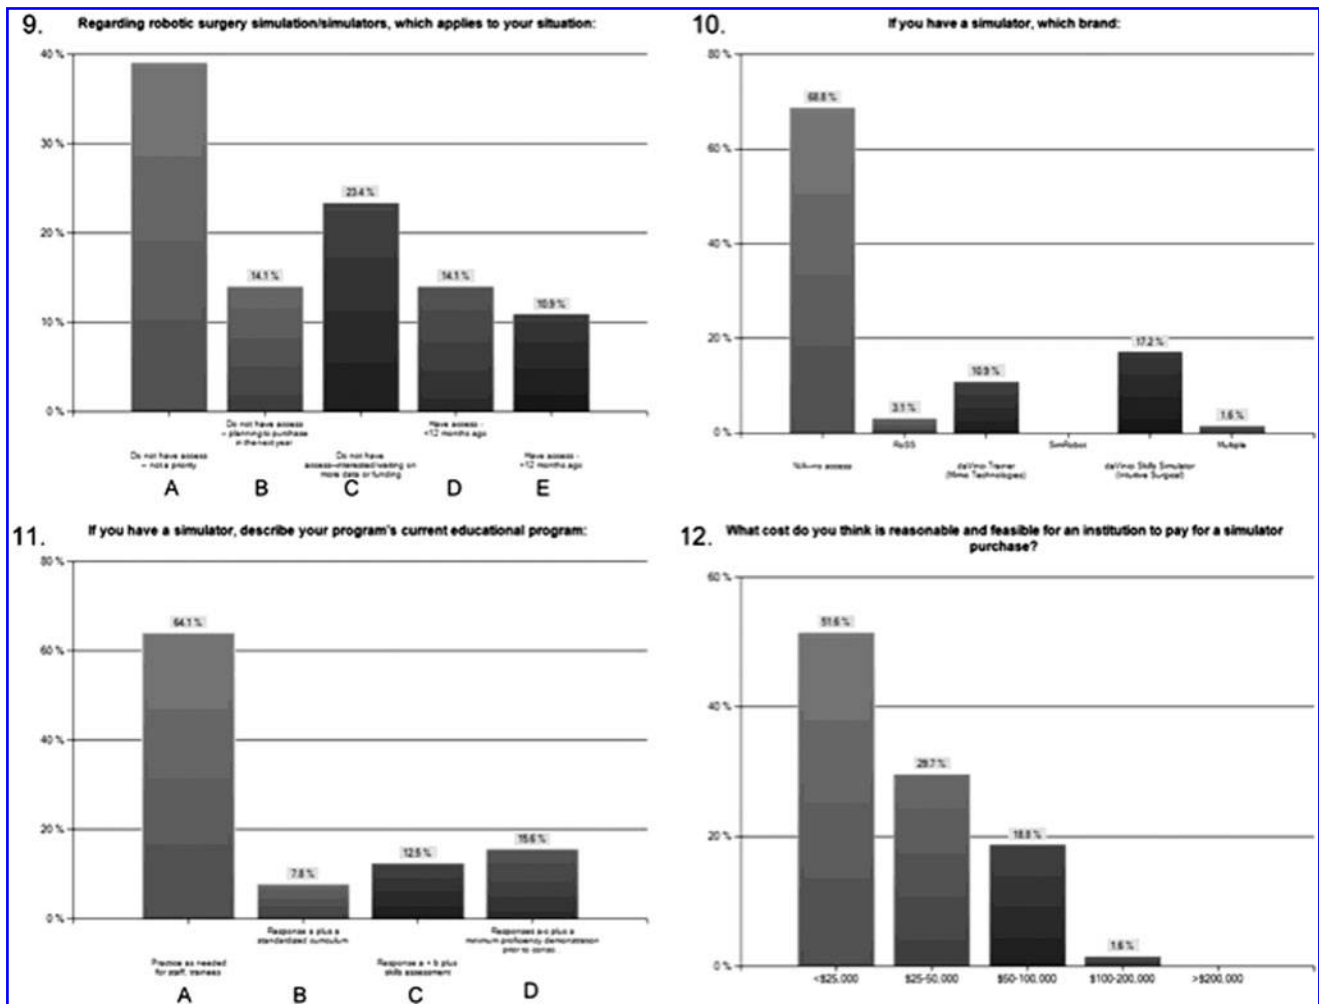 9. Regarding robotic surgery simulation/simulators, which applies to your situation:
40 %
30 %
20 %
10 %
0 %
14.1 %
23.4 %
14.1 %
10.9 %
Do not have access
– not a priority
Do not have access
– planning to purchase
in the next year
Do not have
access–interested/waiting on
more data or funding
Have access -
12 months ago
Have access -
12 months ago
A B C D E
10. If you have a simulator, which brand:
80 %
60 %
40 %
20 %
0 %
68.8 %
3.1 %
10.9 %
17.2 %
1.6 %
N/A–no access
RoSS
daVinci Trainer
(Mimic Technologies)
SimRobot
daVinci Skills Simulator
(Intuitive Surgical)
Multiple
11. If you have a simulator, describe your program's current educational program:
80 %
60 %
40 %
20 %
0 %
64.1 %
7.8 %
12.5 %
15.6 %
Practice as needed
for staff, trainees
Response a plus a
standardized curriculum
Response a + b plus
skills assessment
Responses a-c plus a
minimum proficiency demonstration
prior to
A B C D
12. What cost do you think is reasonable and feasible for an institution to pay for a simulator
purchase?
60 %
40 %
20 %
0 %
51.6 %
29.7 %
18.8 %
1.6 %
<$25,000
$25-50,000
$50-100,000
$100-200,000
>$200,000